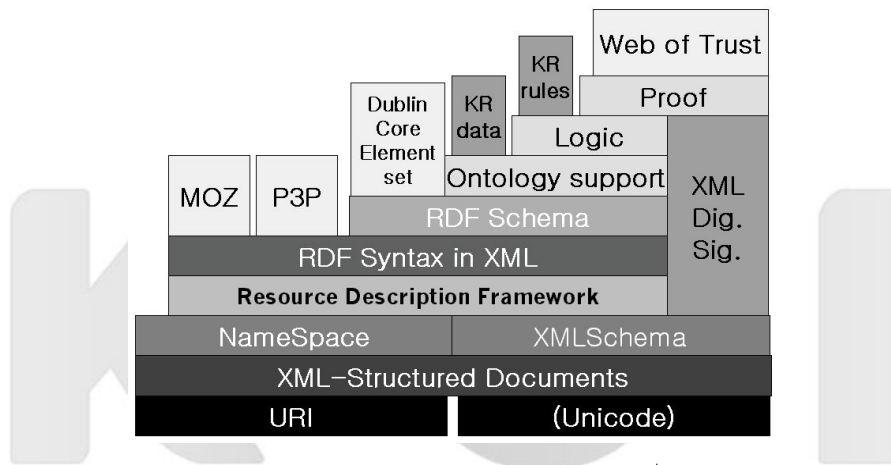 Web of Trust
KR
rules
Proof
Dublin
Core
Element
set
KR
data
Logic
MOZ
P3P
Ontology support
XML
Dig.
Sig.
RDF Schema
RDF Syntax in XML
Resource Description Framework
NameSpace
XMLSchema
XML-Structured Documents
URI
(Unicode)